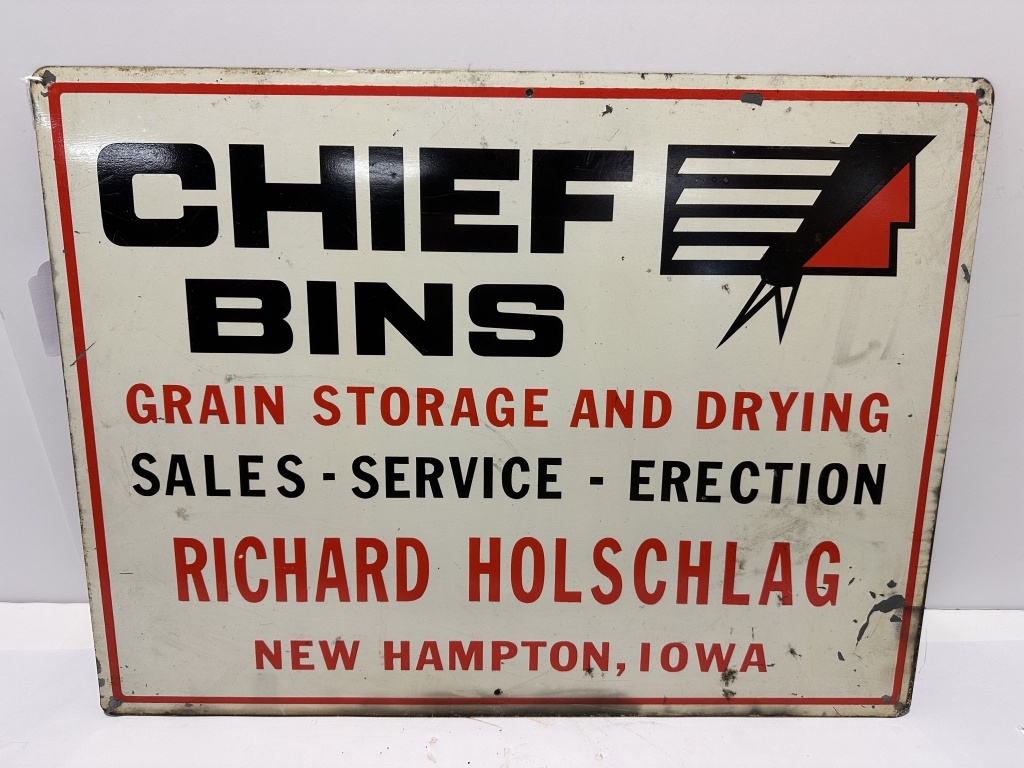 CHIEF
BINS
GRAIN STORAGE AND DRYING
SALES - SERVICE - ERECTION
RICHARD HOLSCHLAG
NEW HAMPTON, IOWA